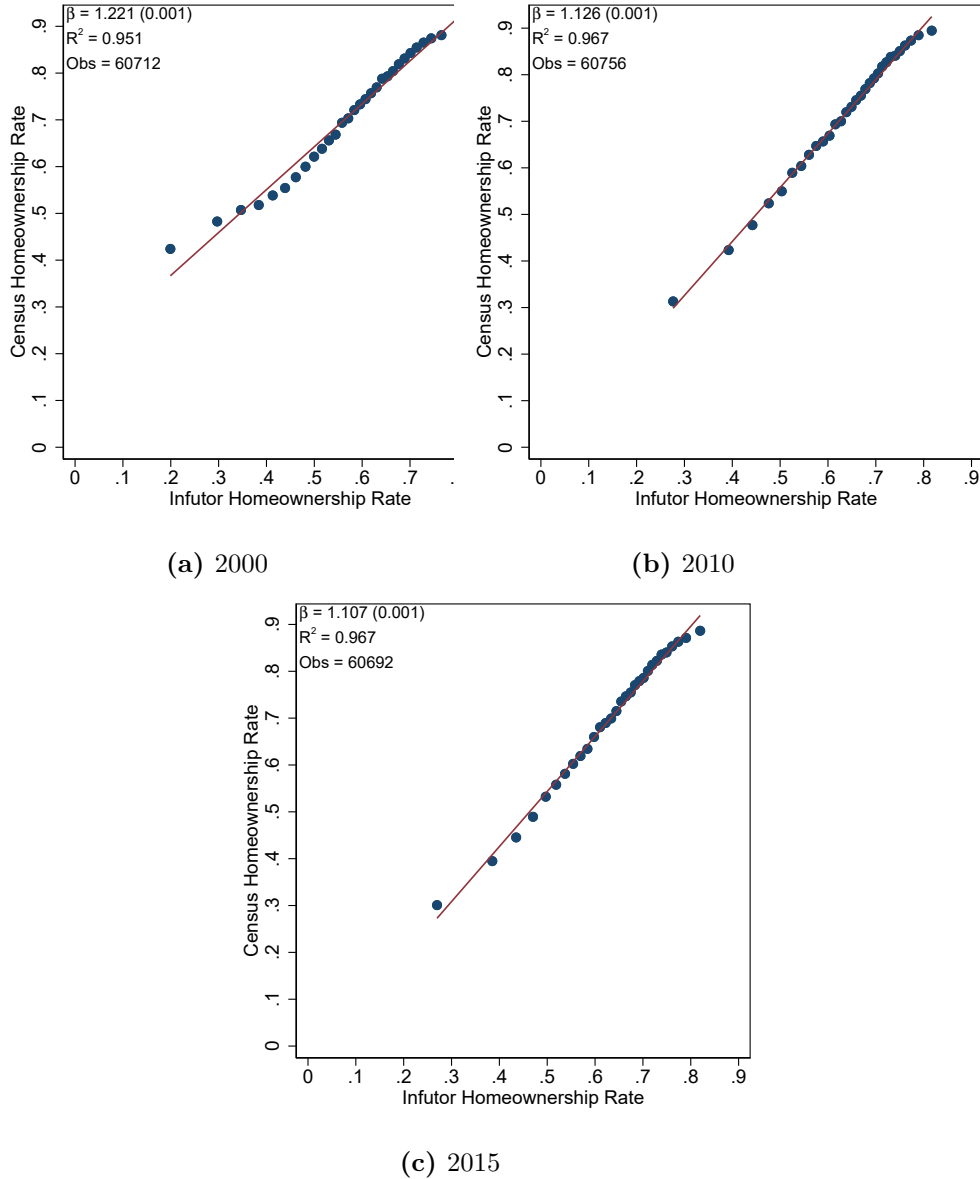 β = 1.221 (0.001)
R² = 0.951
Obs = 60712
Census Homeownership Rate
.9
.8
.7
.6
.5
.4
.3
.2
.1
0
0 .1 .2 .3 .4 .5 .6 .7 .
Infutor Homeownership Rate
(a) 2000
β = 1.126 (0.001)
R² = 0.967
Obs = 60756
Census Homeownership Rate
.9
.8
.7
.6
.5
.4
.3
.2
.1
0
0 .1 .2 .3 .4 .5 .6 .7 .8 .9
Infutor Homeownership Rate
(b) 2010
β = 1.107 (0.001)
R² = 0.967
Obs = 60692
Census Homeownership Rate
.9
.8
.7
.6
.5
.4
.3
.2
.1
0
0 .1 .2 .3 .4 .5 .6 .7 .8 .9
Infutor Homeownership Rate
(c) 2015